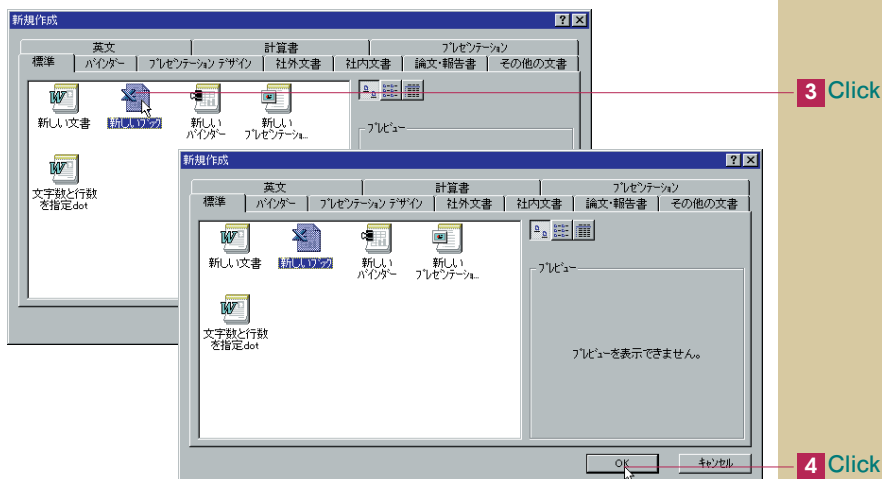 新規作成
英文 計算書 プレゼンテーション
標準 バインダー プレゼンテーション デザイン 社外文書 社内文書 論文・報告書 その他の文書
新しい文書 新しいブック 新しい バインダー 新しい プレゼンテーショ...
プレビュー
文字数と行数
を指定.dot
3 Click
新規作成
英文 計算書 プレゼンテーション
標準 バインダー プレゼンテーション デザイン 社外文書 社内文書 論文・報告書 その他の文書
新しい文書 新しいブック 新しい バインダー 新しい プレゼンテーショ...
プレビュー
文字数と行数
を指定.dot
プレビューを表示できません。
OK キャンセル
4 Click